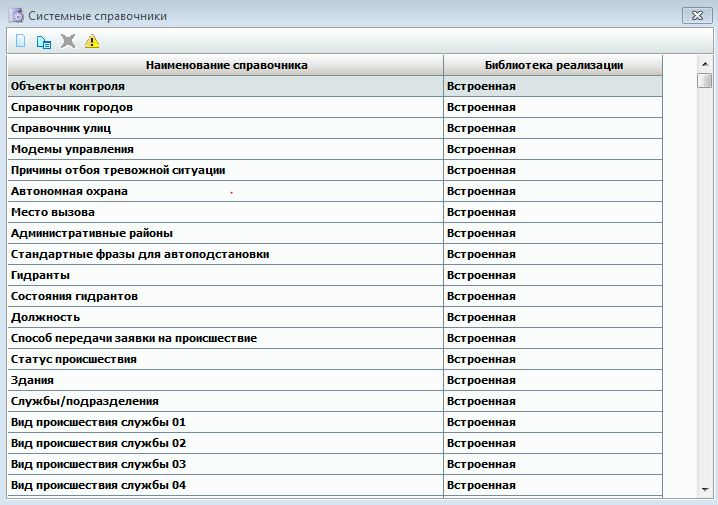 Системные справочники
Наименование справочника Библиотека реализации
Объекты контроля Встроенная
Справочник городов Встроенная
Справочник улиц Встроенная
Модемы управления Встроенная
Причины отбоя тревожной ситуации Встроенная
Автономная охрана Встроенная
Место вызова Встроенная
Административные районы Встроенная
Стандартные фразы для автоподстановки Встроенная
Гидранты Встроенная
Состояния гидрантов Встроенная
Должность Встроенная
Способ передачи заявки на происшествие Встроенная
Статус происшествия Встроенная
Здания Встроенная
Службы/подразделения Встроенная
Вид происшествия службы 01 Встроенная
Вид происшествия службы 02 Встроенная
Вид происшествия службы 03 Встроенная
Вид происшествия службы 04 Встроенная